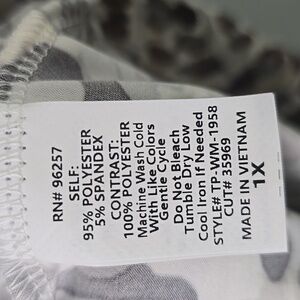 RN# 96257
SELF:
95% POLYESTER
5% SPANDEX
CONTRAST:
100% POLYESTER
Machine Wash Cold
With Like Colors
Gentle Cycle
Do Not Bleach
Tumble Dry Low
Cool Iron If Needed
STYLE# TP-WM-1958
CUT# 35969
MADE IN VIETNAM
1X